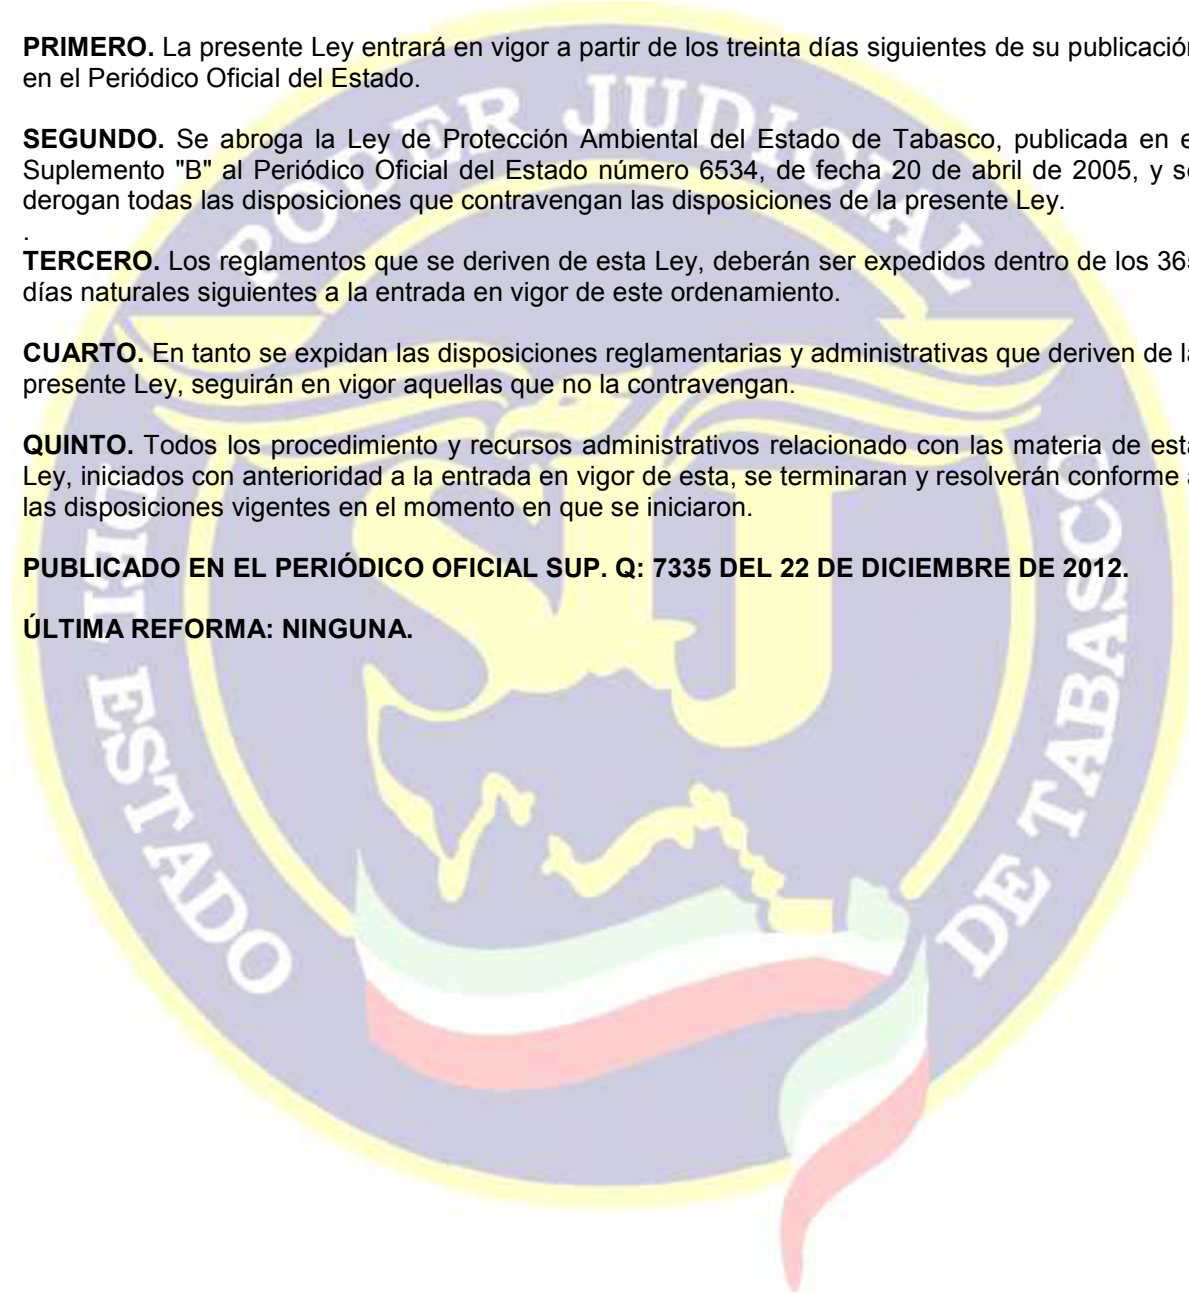 PRIMERO. La presente Ley entrará en vigor a partir de los treinta días siguientes de su publicación
en el Periódico Oficial del Estado.
SEGUNDO. Se abroga la Ley de Protección Ambiental del Estado de Tabasco, publicada en el
Suplemento "B" al Periódico Oficial del Estado número 6534, de fecha 20 de abril de 2005, y se
derogan todas las disposiciones que contravengan las disposiciones de la presente Ley.
.
TERCERO. Los reglamentos que se deriven de esta Ley, deberán ser expedidos dentro de los 365
días naturales siguientes a la entrada en vigor de este ordenamiento.
CUARTO. En tanto se expidan las disposiciones reglamentarias y administrativas que deriven de la
presente Ley, seguirán en vigor aquellas que no la contravengan.
QUINTO. Todos los procedimiento y recursos administrativos relacionado con las materia de esta
Ley, iniciados con anterioridad a la entrada en vigor de esta, se terminaran y resolverán conforme a
las disposiciones vigentes en el momento en que se iniciaron.
PUBLICADO EN EL PERIÓDICO OFICIAL SUP. Q: 7335 DEL 22 DE DICIEMBRE DE 2012.
ÚLTIMA REFORMA: NINGUNA.
PODER JUDICIAL
DEL ESTADO
DE TABASCO
STJ